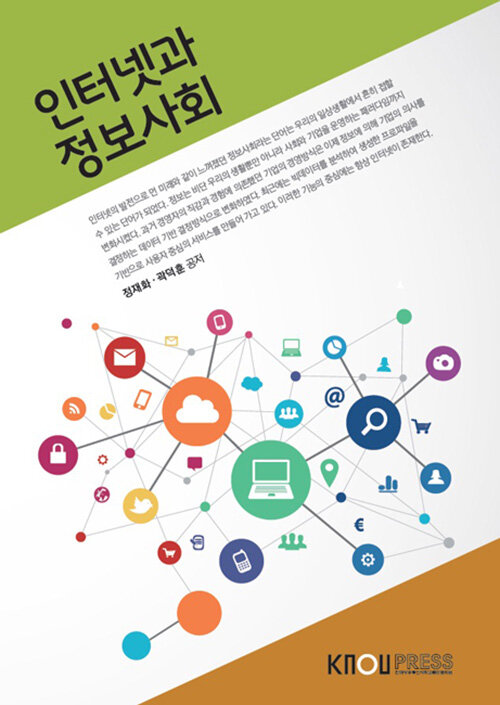 인터넷과
정보사회
인터넷의 발전으로 먼 미래와 같이 느껴졌던 정보사회라는 단어는 우리의 일상생활에서 흔히 접할
수 있는 단어가 되었다. 정보는 비단 우리의 생활뿐만 아니라 사회와 기업을 운영하는 패러다임까지
변화시켰다. 과거 경영자의 직감과 경험에 의존했던 기업의 경영방식은 이제 정보에 의해 기업의 의사를
결정하는 데이터 기반 결정방식으로 변화하였다. 최근에는 빅데이터를 분석하여 생성한 프로파일을
기반으로 사용자 중심의 서비스를 만들어 가고 있다. 이러한 기능의 중심에는 항상 인터넷이 존재한다.
정재화·곽덕훈 공저
@
€
KNOU PRESS